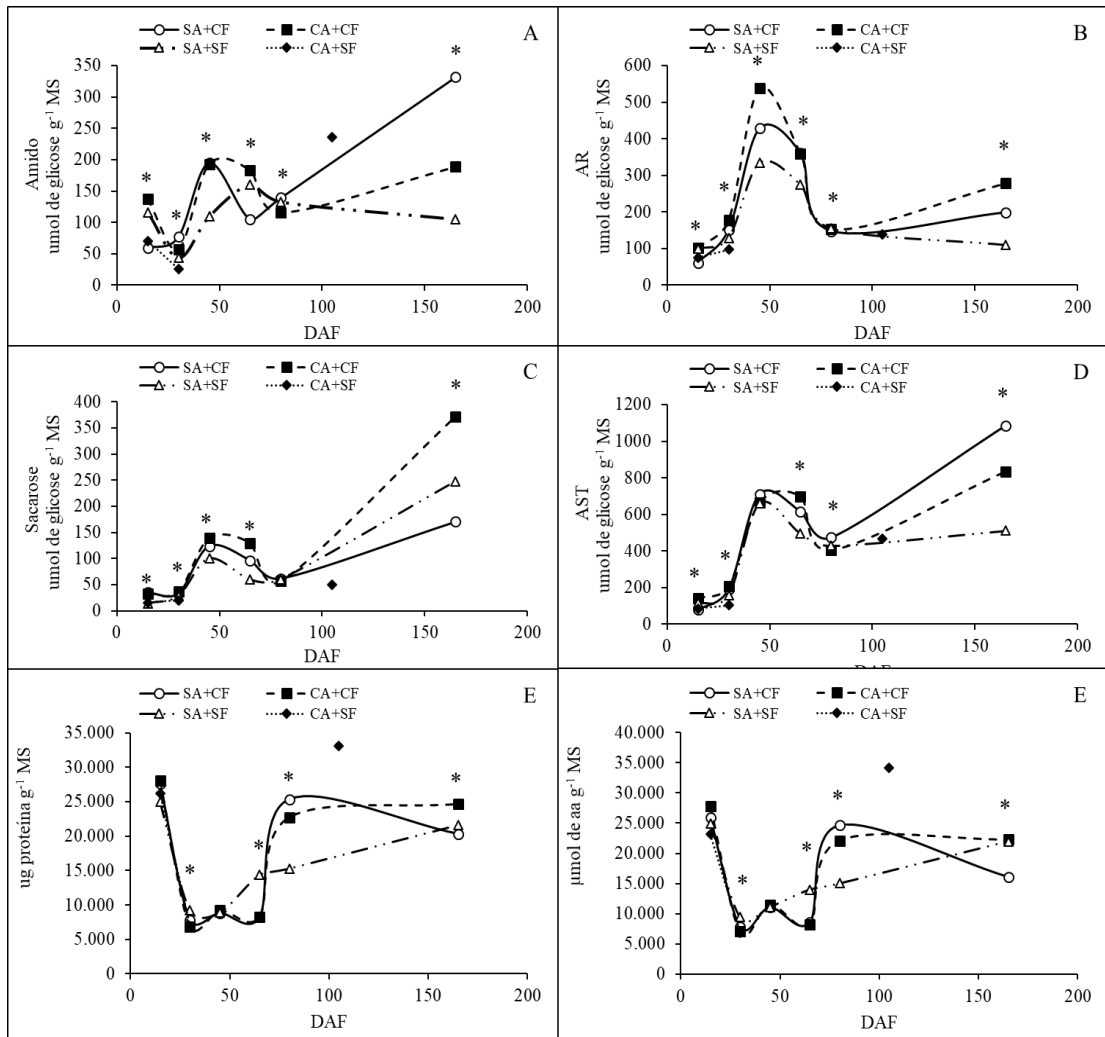 SA+CF CA+CF A
SA+SF CA+SF
Amido
umol de glicose g-1 MS
350
300
250
200
150
100
50
0
* * * * * *
0 50 100 150 200
DAF
SA+CF CA+CF B
SA+SF CA+SF
AR
umol de glicose g-1 MS
600
500
400
300
200
100
0
* * * * * *
0 50 100 150 200
DAF
SA+CF CA+CF C
SA+SF CA+SF
Sacarose
umol de glicose g-1 MS
400
350
300
250
200
150
100
50
0
* * * * *
0 50 100 150 200
DAF
SA+CF CA+CF D
SA+SF CA+SF
AST
umol de glicose g-1 MS
1200
1000
800
600
400
200
0
* * * * *
0 50 100 150 200
DAF
SA+CF CA+CF E
SA+SF CA+SF
ug proteina g-1 MS
35.000
30.000
25.000
20.000
15.000
10.000
5.000
0
* * * *
0 50 100 150 200
DAF
SA+CF CA+CF E
SA+SF CA+SF
µmol de aa g-1 MS
40.000
35.000
30.000
25.000
20.000
15.000
10.000
5.000
0
* * * *
0 50 100 150 200
DAF